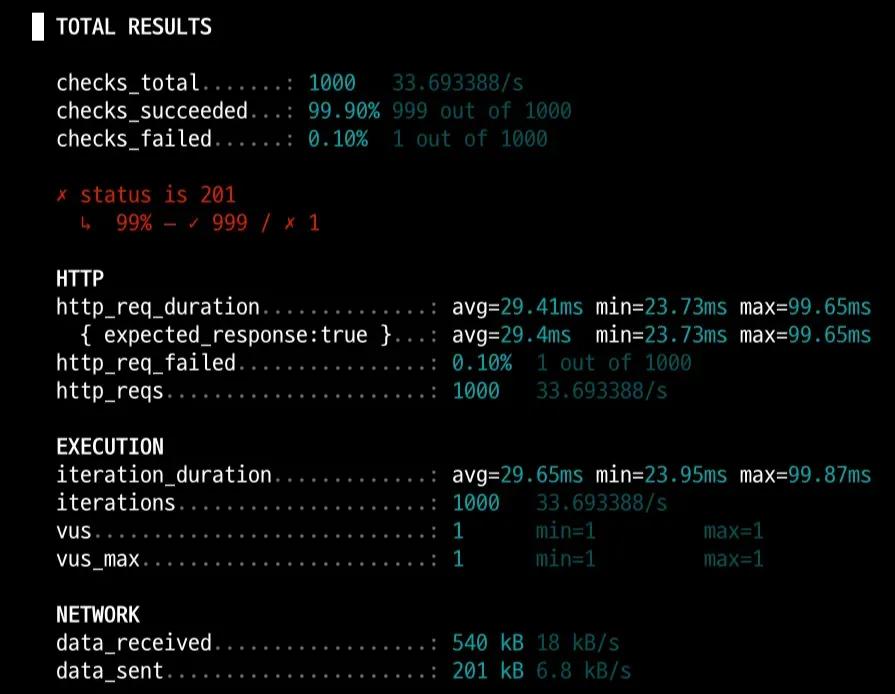 TOTAL RESULTS
checks_total.......: 1000 33.693388/s
checks_succeeded...: 99.90% 999 out of 1000
checks_failed......: 0.10% 1 out of 1000
✗ status is 201
↳ 99% — ✓ 999 / ✗ 1
HTTP
http_req_duration..............: avg=29.41ms min=23.73ms max=99.65ms
{ expected_response:true }...: avg=29.4ms min=23.73ms max=99.65ms
http_req_failed................: 0.10% 1 out of 1000
http_reqs......................: 1000 33.693388/s
EXECUTION
iteration_duration.............: avg=29.65ms min=23.95ms max=99.87ms
iterations.....................: 1000 33.693388/s
vus............................: 1 min=1 max=1
vus_max........................: 1 min=1 max=1
NETWORK
data_received..................: 540 kB 18 kB/s
data_sent......................: 201 kB 6.8 kB/s